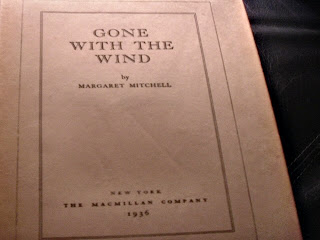 GONE
WITH THE
WIND
by
MARGARET MITCHELL
NEW YORK
THE MACMILLAN COMPANY
1936